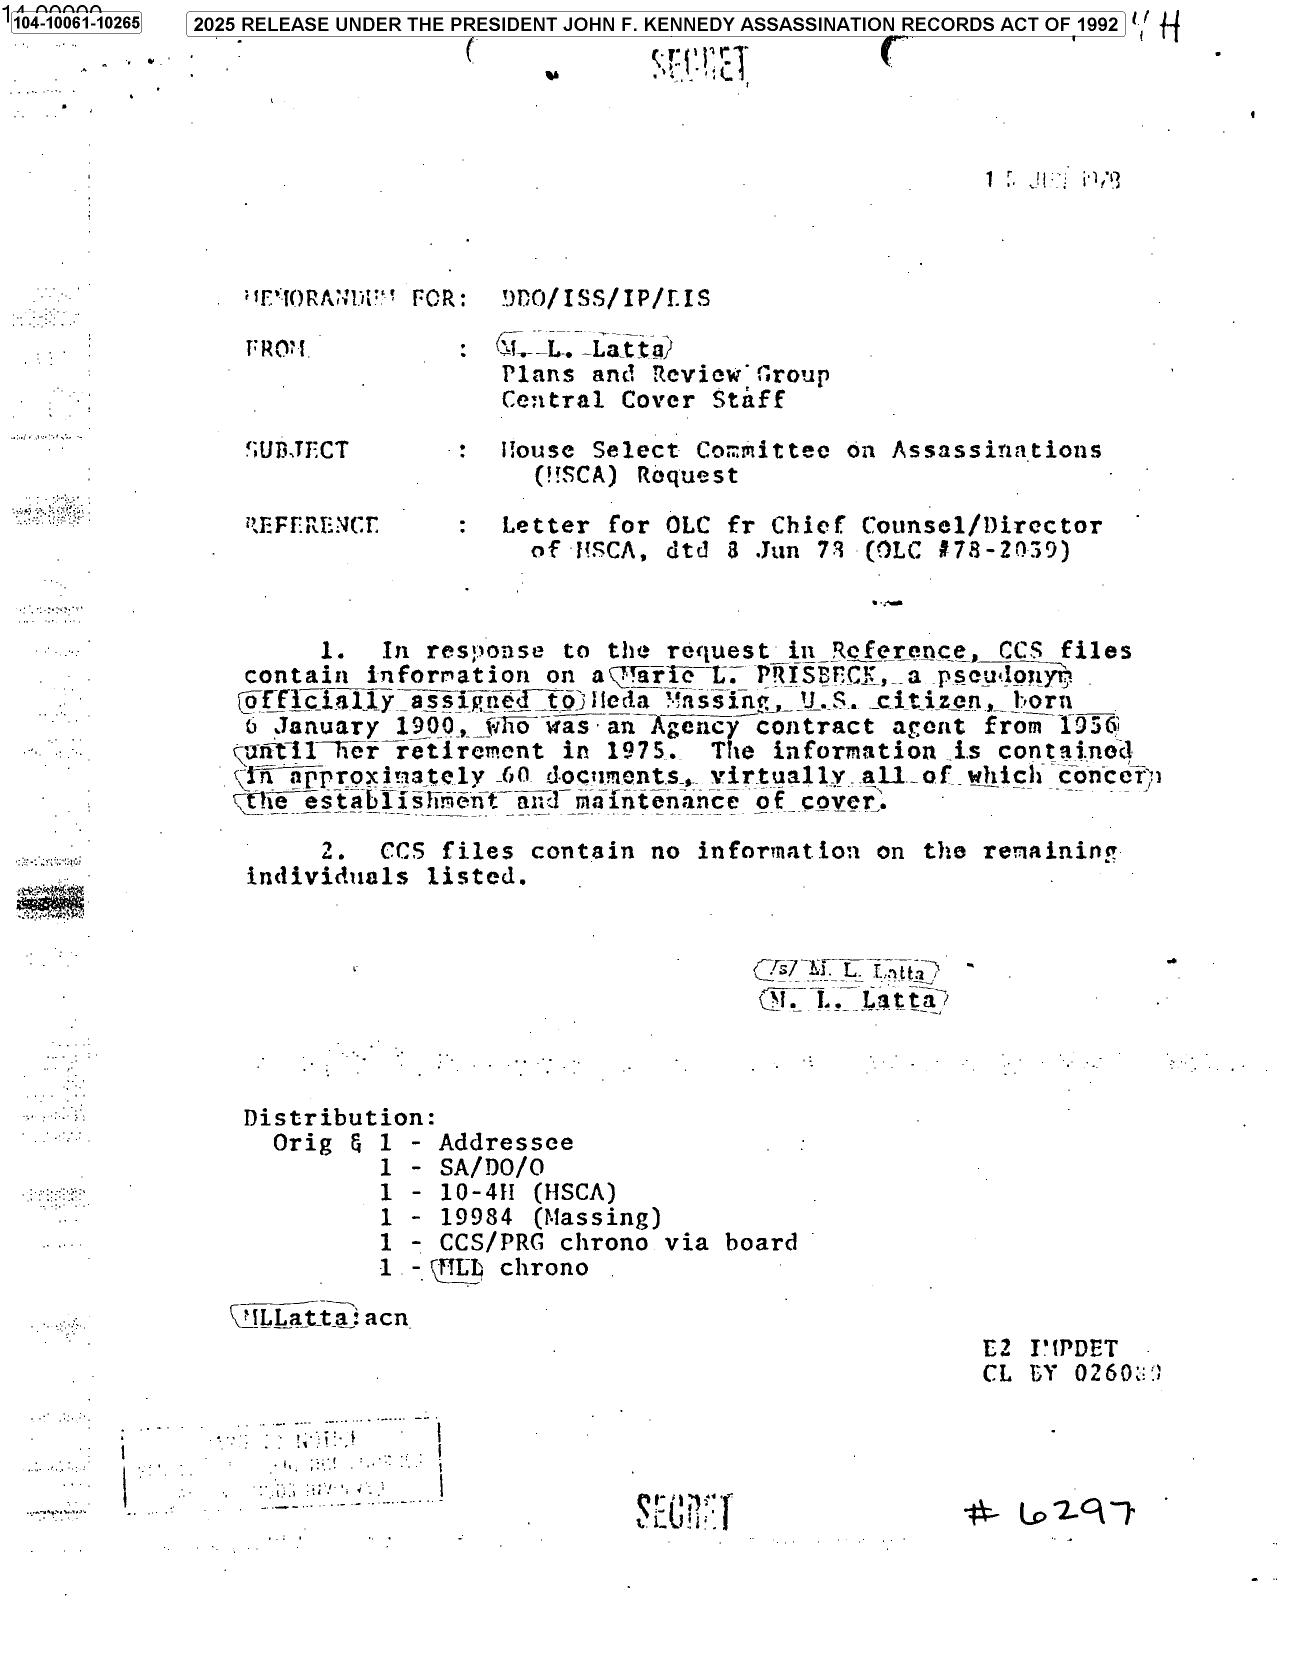 14-00000
104-10061-10265
2025 RELEASE UNDER THE PRESIDENT JOHN F. KENNEDY ASSASSINATION RECORDS ACT OF 1992
4H
SECRET
15 JUN 1978
MEMORANDUM FOR: DDO/ISS/IP/EIS
FROM : M. L. Latta
Plans and Review Group
Central Cover Staff
SUBJECT : House Select Committee on Assassinations
(HSCA) Request
REFERENCE : Letter for OLC fr Chief Counsel/Director
of HSCA, dtd 8 Jun 78 (OLC #78-2039)
1. In response to the request in Reference, CCS files
contain information on a Marie L. PRISBECK, a pseudonym
officially assigned to Heda Massing, U.S. citizen, born
6 January 1900, who was an Agency contract agent from 1956
until her retirement in 1975. The information is contained
in approximately 60 documents, virtually all of which concern
the establishment and maintenance of cover.
2. CCS files contain no information on the remaining
individuals listed.
/s/ M. L. Latta
M. L. Latta
Distribution:
Orig & 1 - Addressee
1 - SA/DO/O
1 - 10-4H (HSCA)
1 - 19984 (Massing)
1 - CCS/PRG chrono via board
1 - MLL chrono
MLLatta:acn
E2 IMPDET
CL BY 0260
SECRET
# 6297